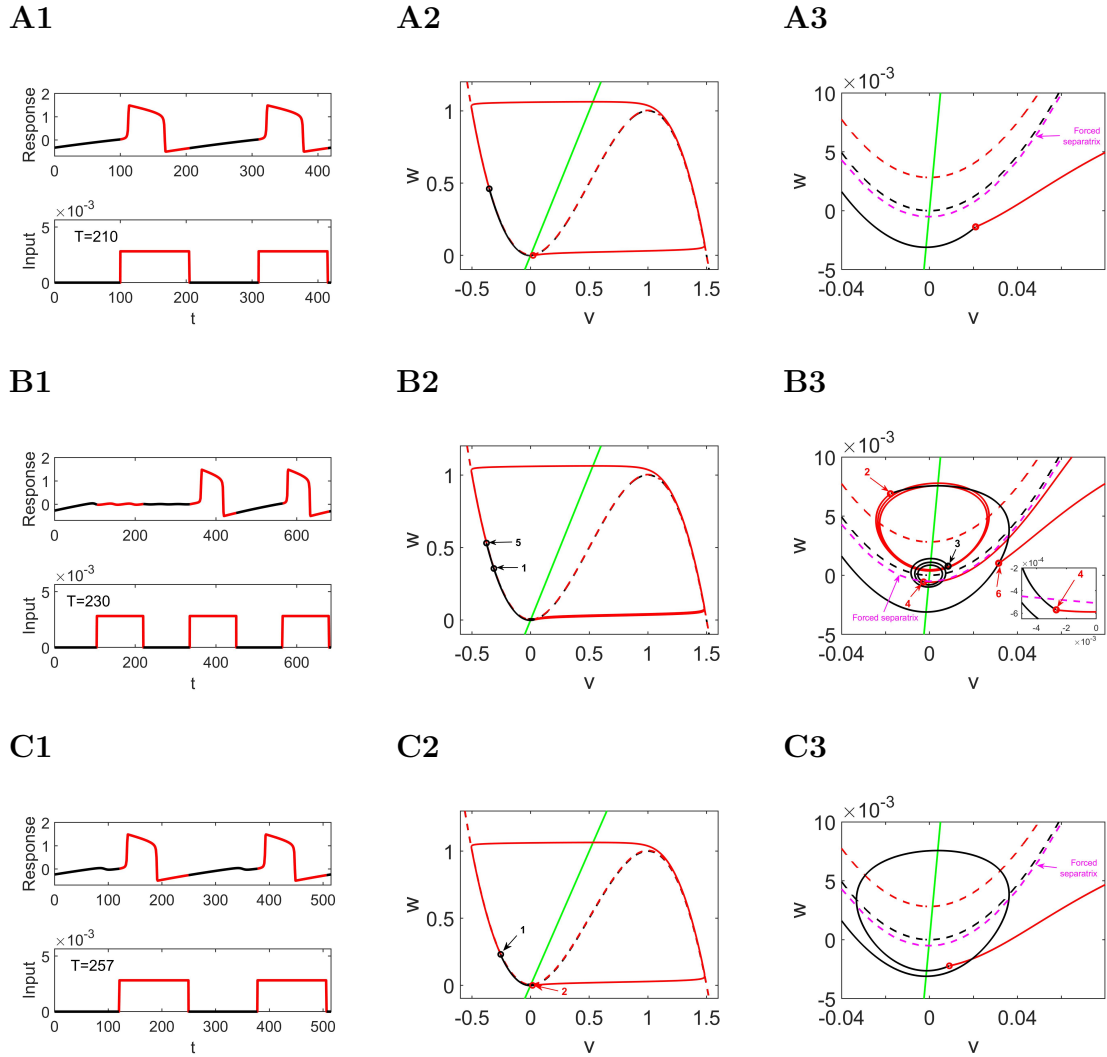 A1
A2
A3
Response
2
1
0
0
100
200
300
400
×10⁻³
Input
5
0
T=210
0
100
200
300
400
t
w
1
0.5
0
-0.5
0
0.5
1
1.5
v
×10⁻³
w
10
5
0
-5
Forced
separatrix
-0.04
0
0.04
v
B1
B2
B3
Response
2
1
0
0
200
400
600
×10⁻³
Input
5
0
T=230
0
200
400
600
t
w
1
0.5
0
5
1
-0.5
0
0.5
1
1.5
v
×10⁻³
w
10
5
0
-5
2
3
4
6
Forced separatrix
-2
×10⁻⁴
-4
-6
4
-4
-2
0
×10⁻³
-0.04
0
0.04
v
C1
C2
C3
Response
2
1
0
0
100
200
300
400
500
×10⁻³
Input
5
0
T=257
0
100
200
300
400
500
t
w
1
0.5
0
1
2
-0.5
0
0.5
1
1.5
v
×10⁻³
w
10
5
0
-5
Forced
separatrix
-0.04
0
0.04
v